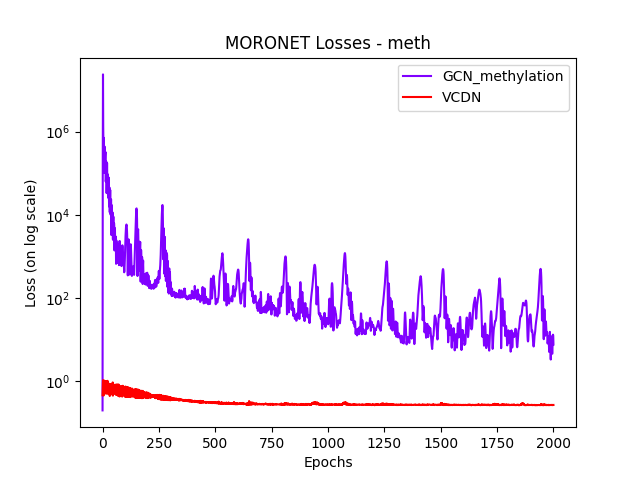 MORONET Losses - meth
GCN_methylation
VCDN
Loss (on log scale)
10^6
10^4
10^2
10^0
0 250 500 750 1000 1250 1500 1750 2000
Epochs